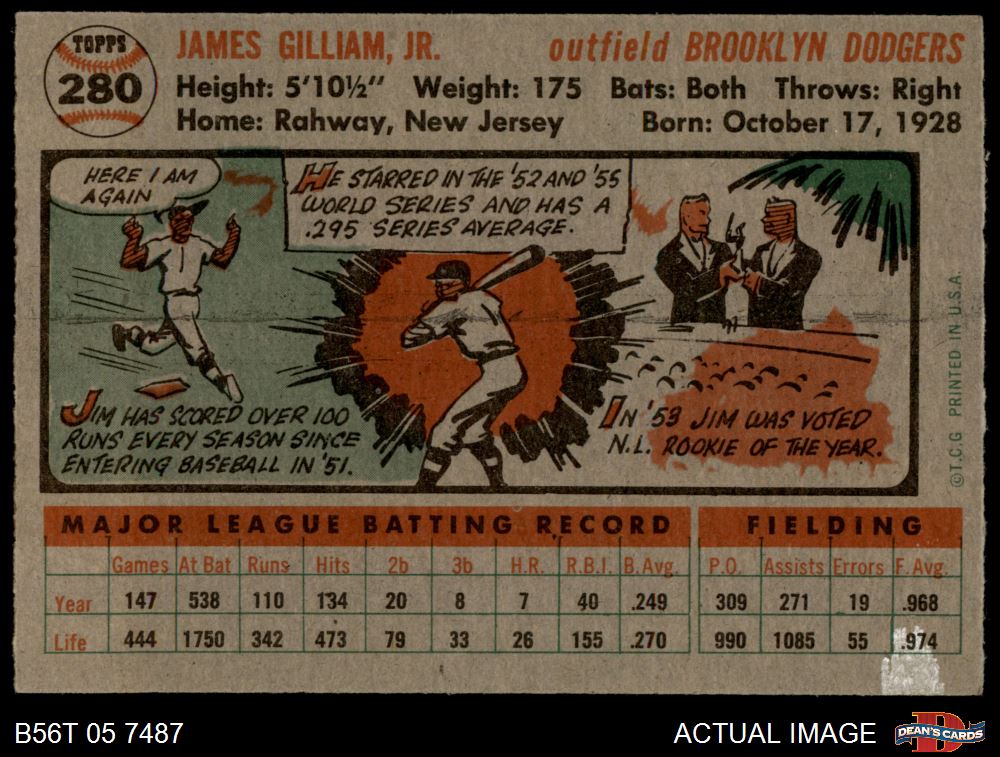 TOPPS
280
JAMES GILLIAM, JR.
outfield BROOKLYN DODGERS
Height: 5'10½" Weight: 175 Bats: Both Throws: Right
Home: Rahway, New Jersey Born: October 17, 1928
HERE I AM
AGAIN
JIM HAS SCORED OVER 100
RUNS EVERY SEASON SINCE
ENTERING BASEBALL IN '51.
HE STARRED IN THE '52 AND '55
WORLD SERIES AND HAS A
.295 SERIES AVERAGE.
IN '53 JIM WAS VOTED
N.L. ROOKIE OF THE YEAR.
©T.C.G PRINTED IN U.S.A.
MAJOR LEAGUE BATTING RECORD FIELDING
Games At Bat Runs Hits 2b 3b H.R. R.B.I. B.Avg. P.O. Assists Errors F. Avg.
Year 147 538 110 134 20 8 7 40 .249 309 271 19 .968
Life 444 1750 342 473 79 33 26 155 .270 990 1085 55 .974
B56T 05 7487
ACTUAL IMAGE
DEAN'S CARDS